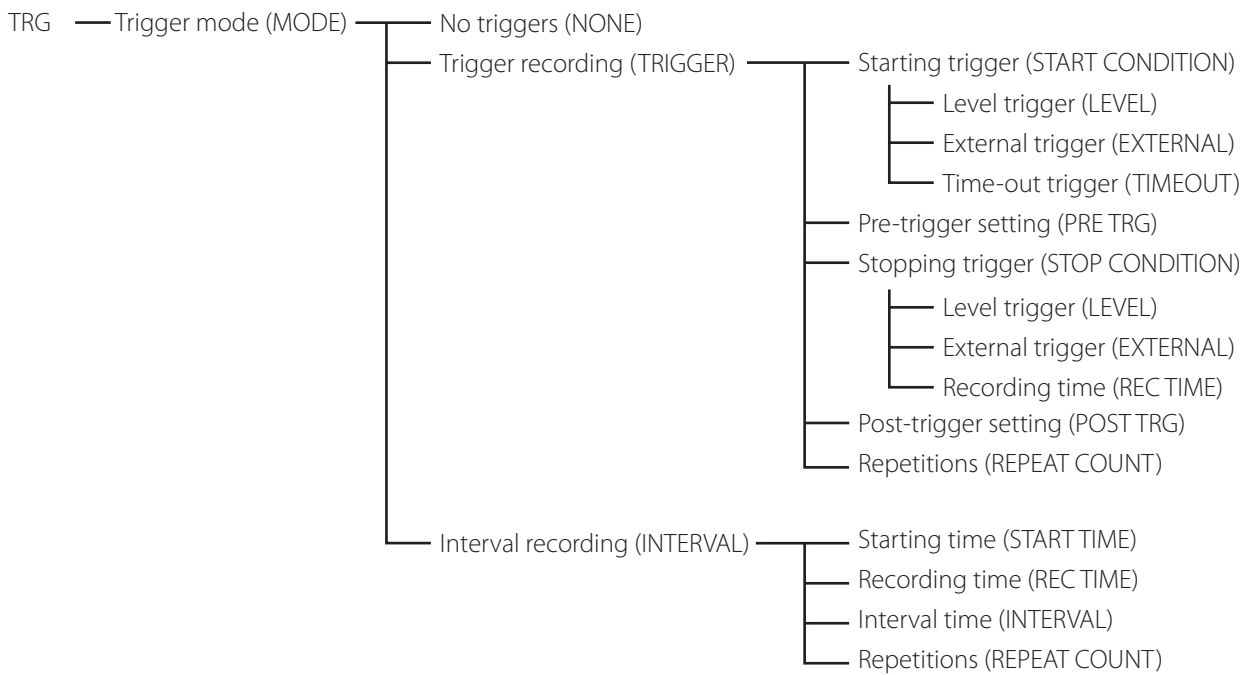 TRG Trigger mode (MODE) No triggers (NONE)
Trigger recording (TRIGGER) Starting trigger (START CONDITION)
Level trigger (LEVEL)
External trigger (EXTERNAL)
Time-out trigger (TIMEOUT)
Pre-trigger setting (PRE TRG)
Stopping trigger (STOP CONDITION)
Level trigger (LEVEL)
External trigger (EXTERNAL)
Recording time (REC TIME)
Post-trigger setting (POST TRG)
Repetitions (REPEAT COUNT)
Interval recording (INTERVAL) Starting time (START TIME)
Recording time (REC TIME)
Interval time (INTERVAL)
Repetitions (REPEAT COUNT)